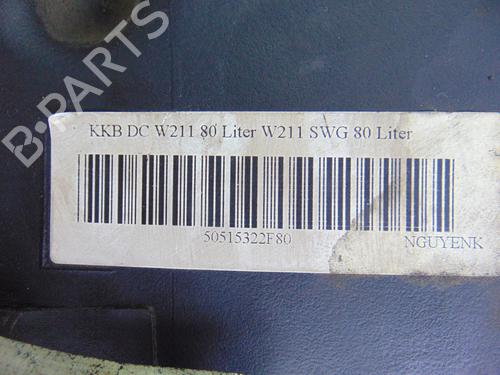 B-PARTS
KKB DC W211 80 Liter W211 SWG 80 Liter
50515322F80
NGUYENK